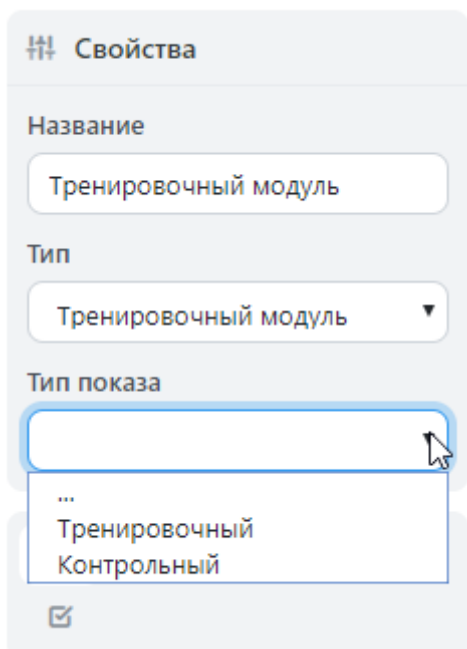 Свойства
Название
Тренировочный модуль
Тип
Тренировочный модуль
Тип показа
...
Тренировочный
Контрольный